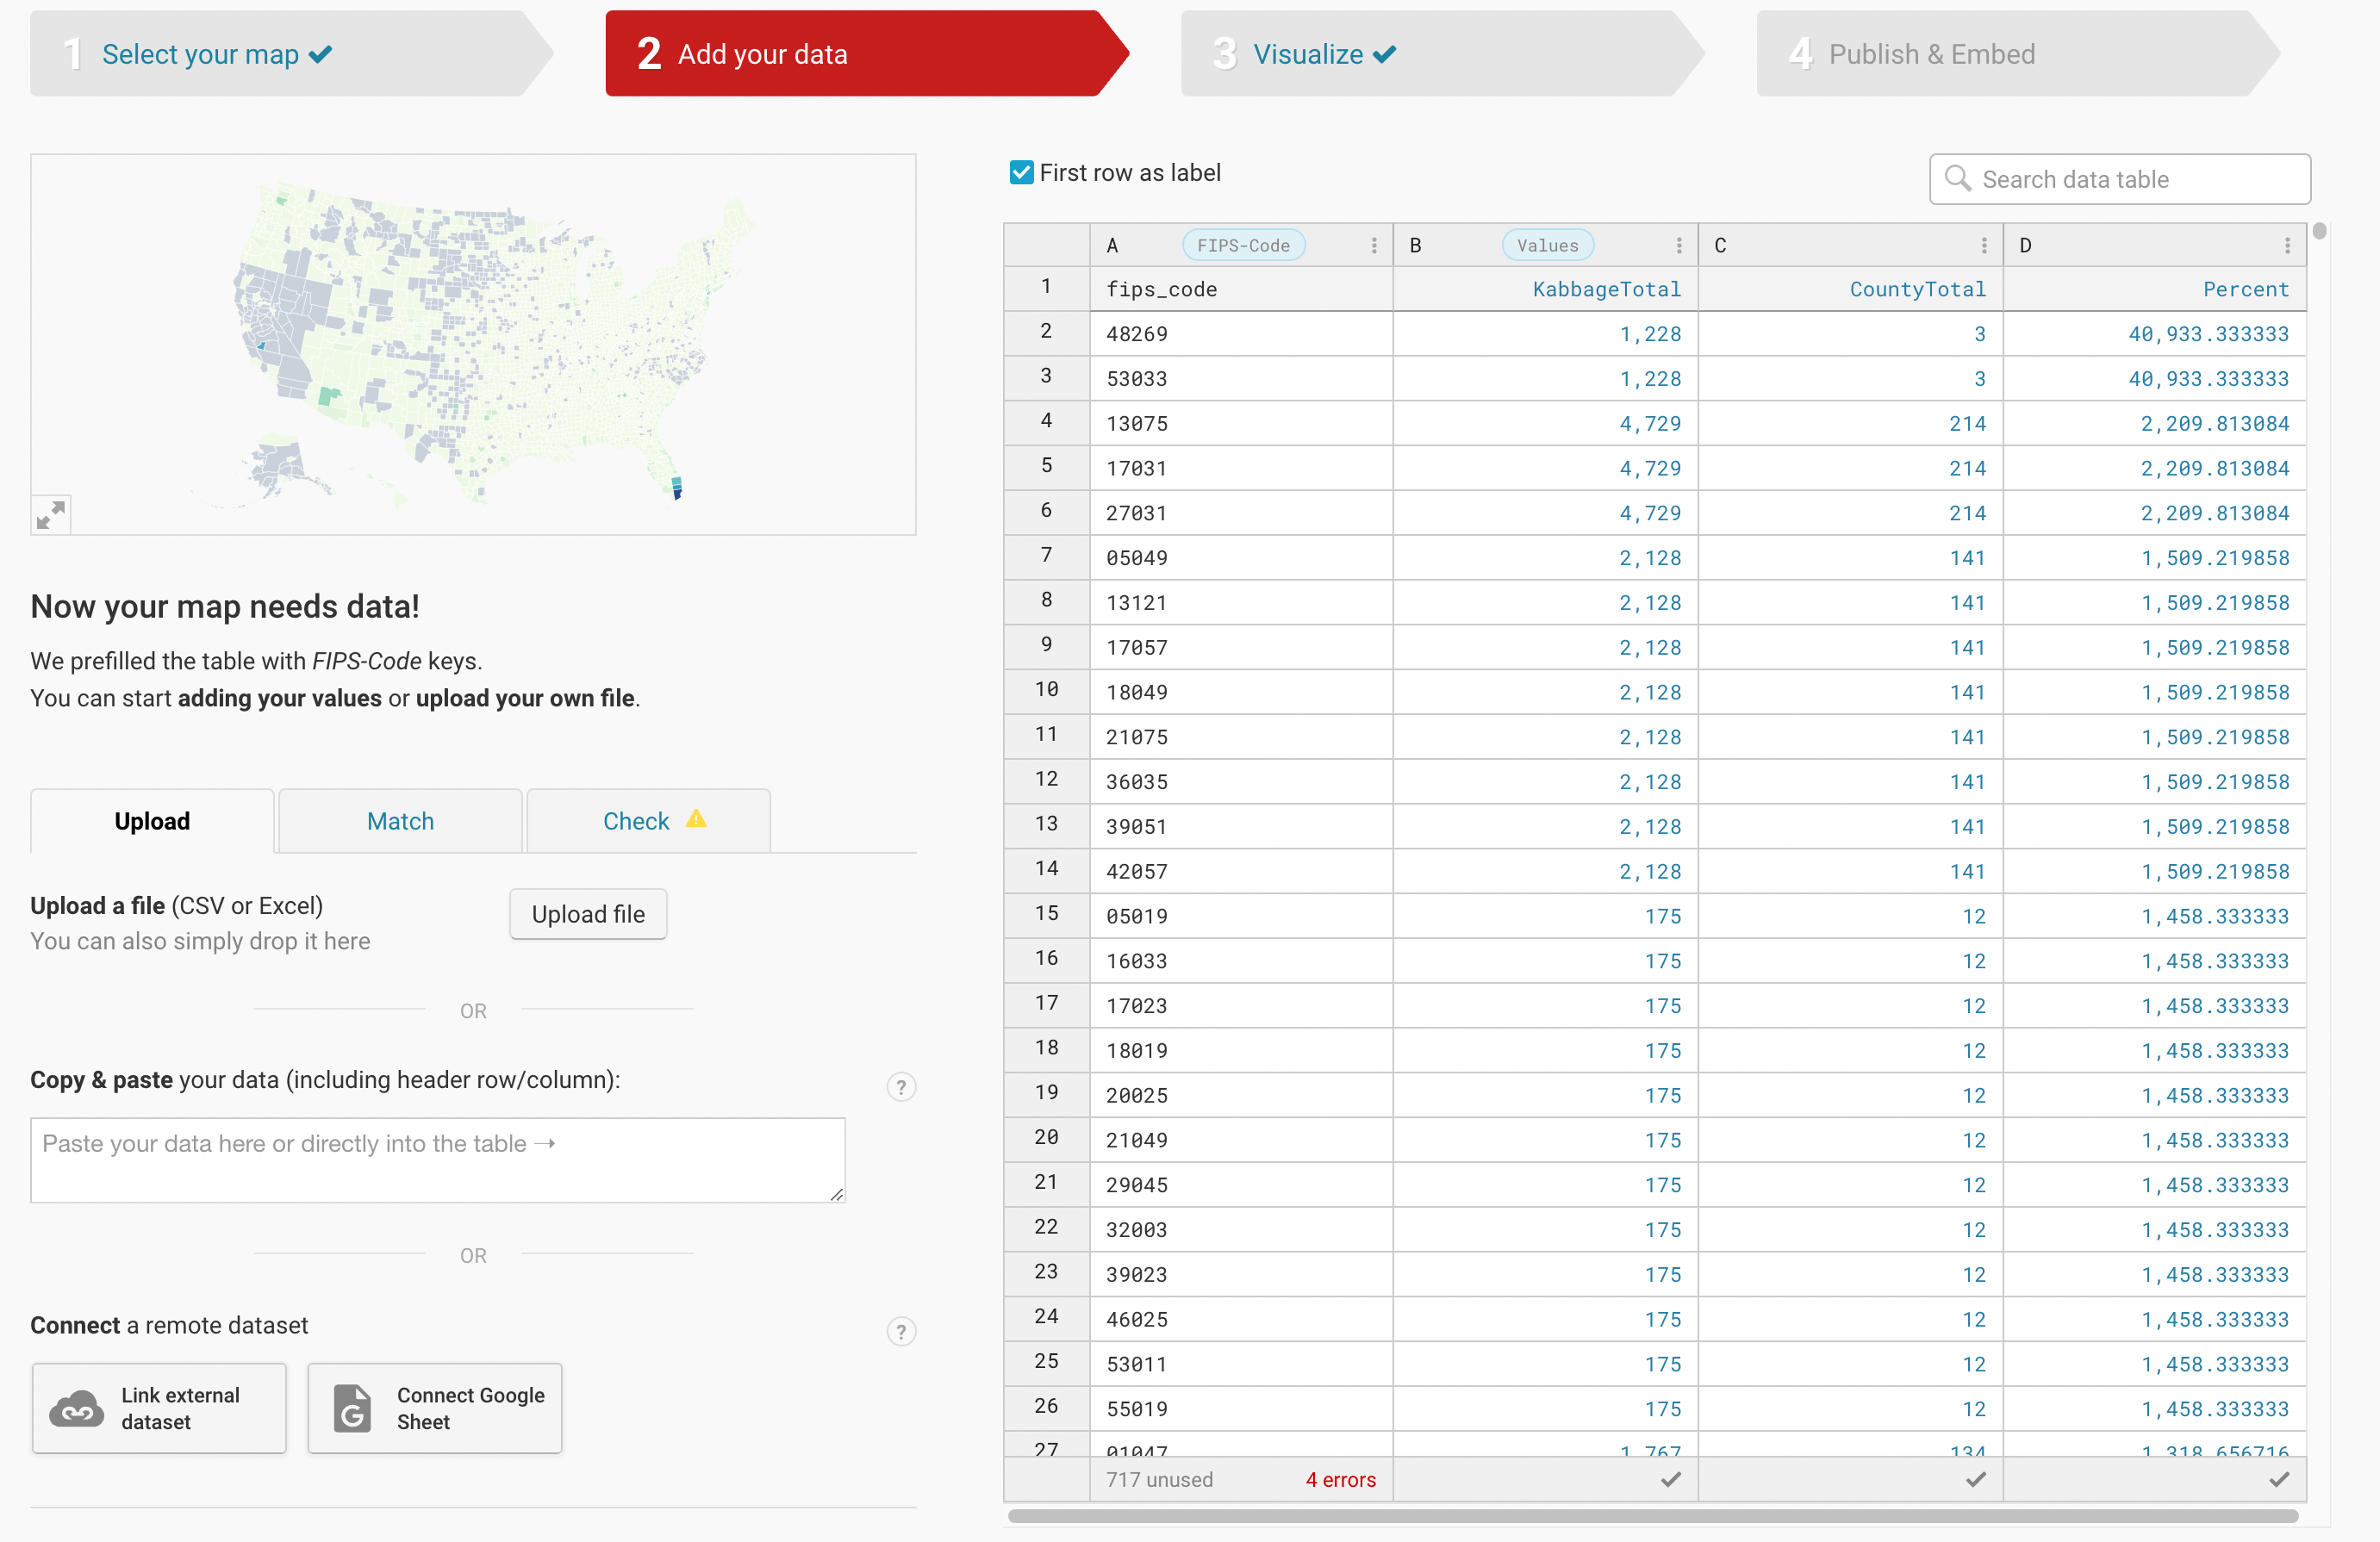 1 Select your map
2 Add your data
3 Visualize
4 Publish & Embed
First row as label
Search data table
Now your map needs data!
We prefilled the table with FIPS-Code keys.
You can start adding your values or upload your own file.
Upload
Match
Check
Upload a file (CSV or Excel)
You can also simply drop it here
Upload file
OR
Copy & paste your data (including header row/column):
?
Paste your data here or directly into the table →
OR
Connect a remote dataset
?
Link external
dataset
Connect Google
Sheet
A FIPS-Code B Values C D
1 fips_code KabbageTotal CountyTotal Percent
2 48269 1,228 3 40,933.333333
3 53033 1,228 3 40,933.333333
4 13075 4,729 214 2,209.813084
5 17031 4,729 214 2,209.813084
6 27031 4,729 214 2,209.813084
7 05049 2,128 141 1,509.219858
8 13121 2,128 141 1,509.219858
9 17057 2,128 141 1,509.219858
10 18049 2,128 141 1,509.219858
11 21075 2,128 141 1,509.219858
12 36035 2,128 141 1,509.219858
13 39051 2,128 141 1,509.219858
14 42057 2,128 141 1,509.219858
15 05019 175 12 1,458.333333
16 16033 175 12 1,458.333333
17 17023 175 12 1,458.333333
18 18019 175 12 1,458.333333
19 20025 175 12 1,458.333333
20 21049 175 12 1,458.333333
21 29045 175 12 1,458.333333
22 32003 175 12 1,458.333333
23 39023 175 12 1,458.333333
24 46025 175 12 1,458.333333
25 53011 175 12 1,458.333333
26 55019 175 12 1,458.333333
27 01047 1,767 134 1,318.656716
717 unused 4 errors